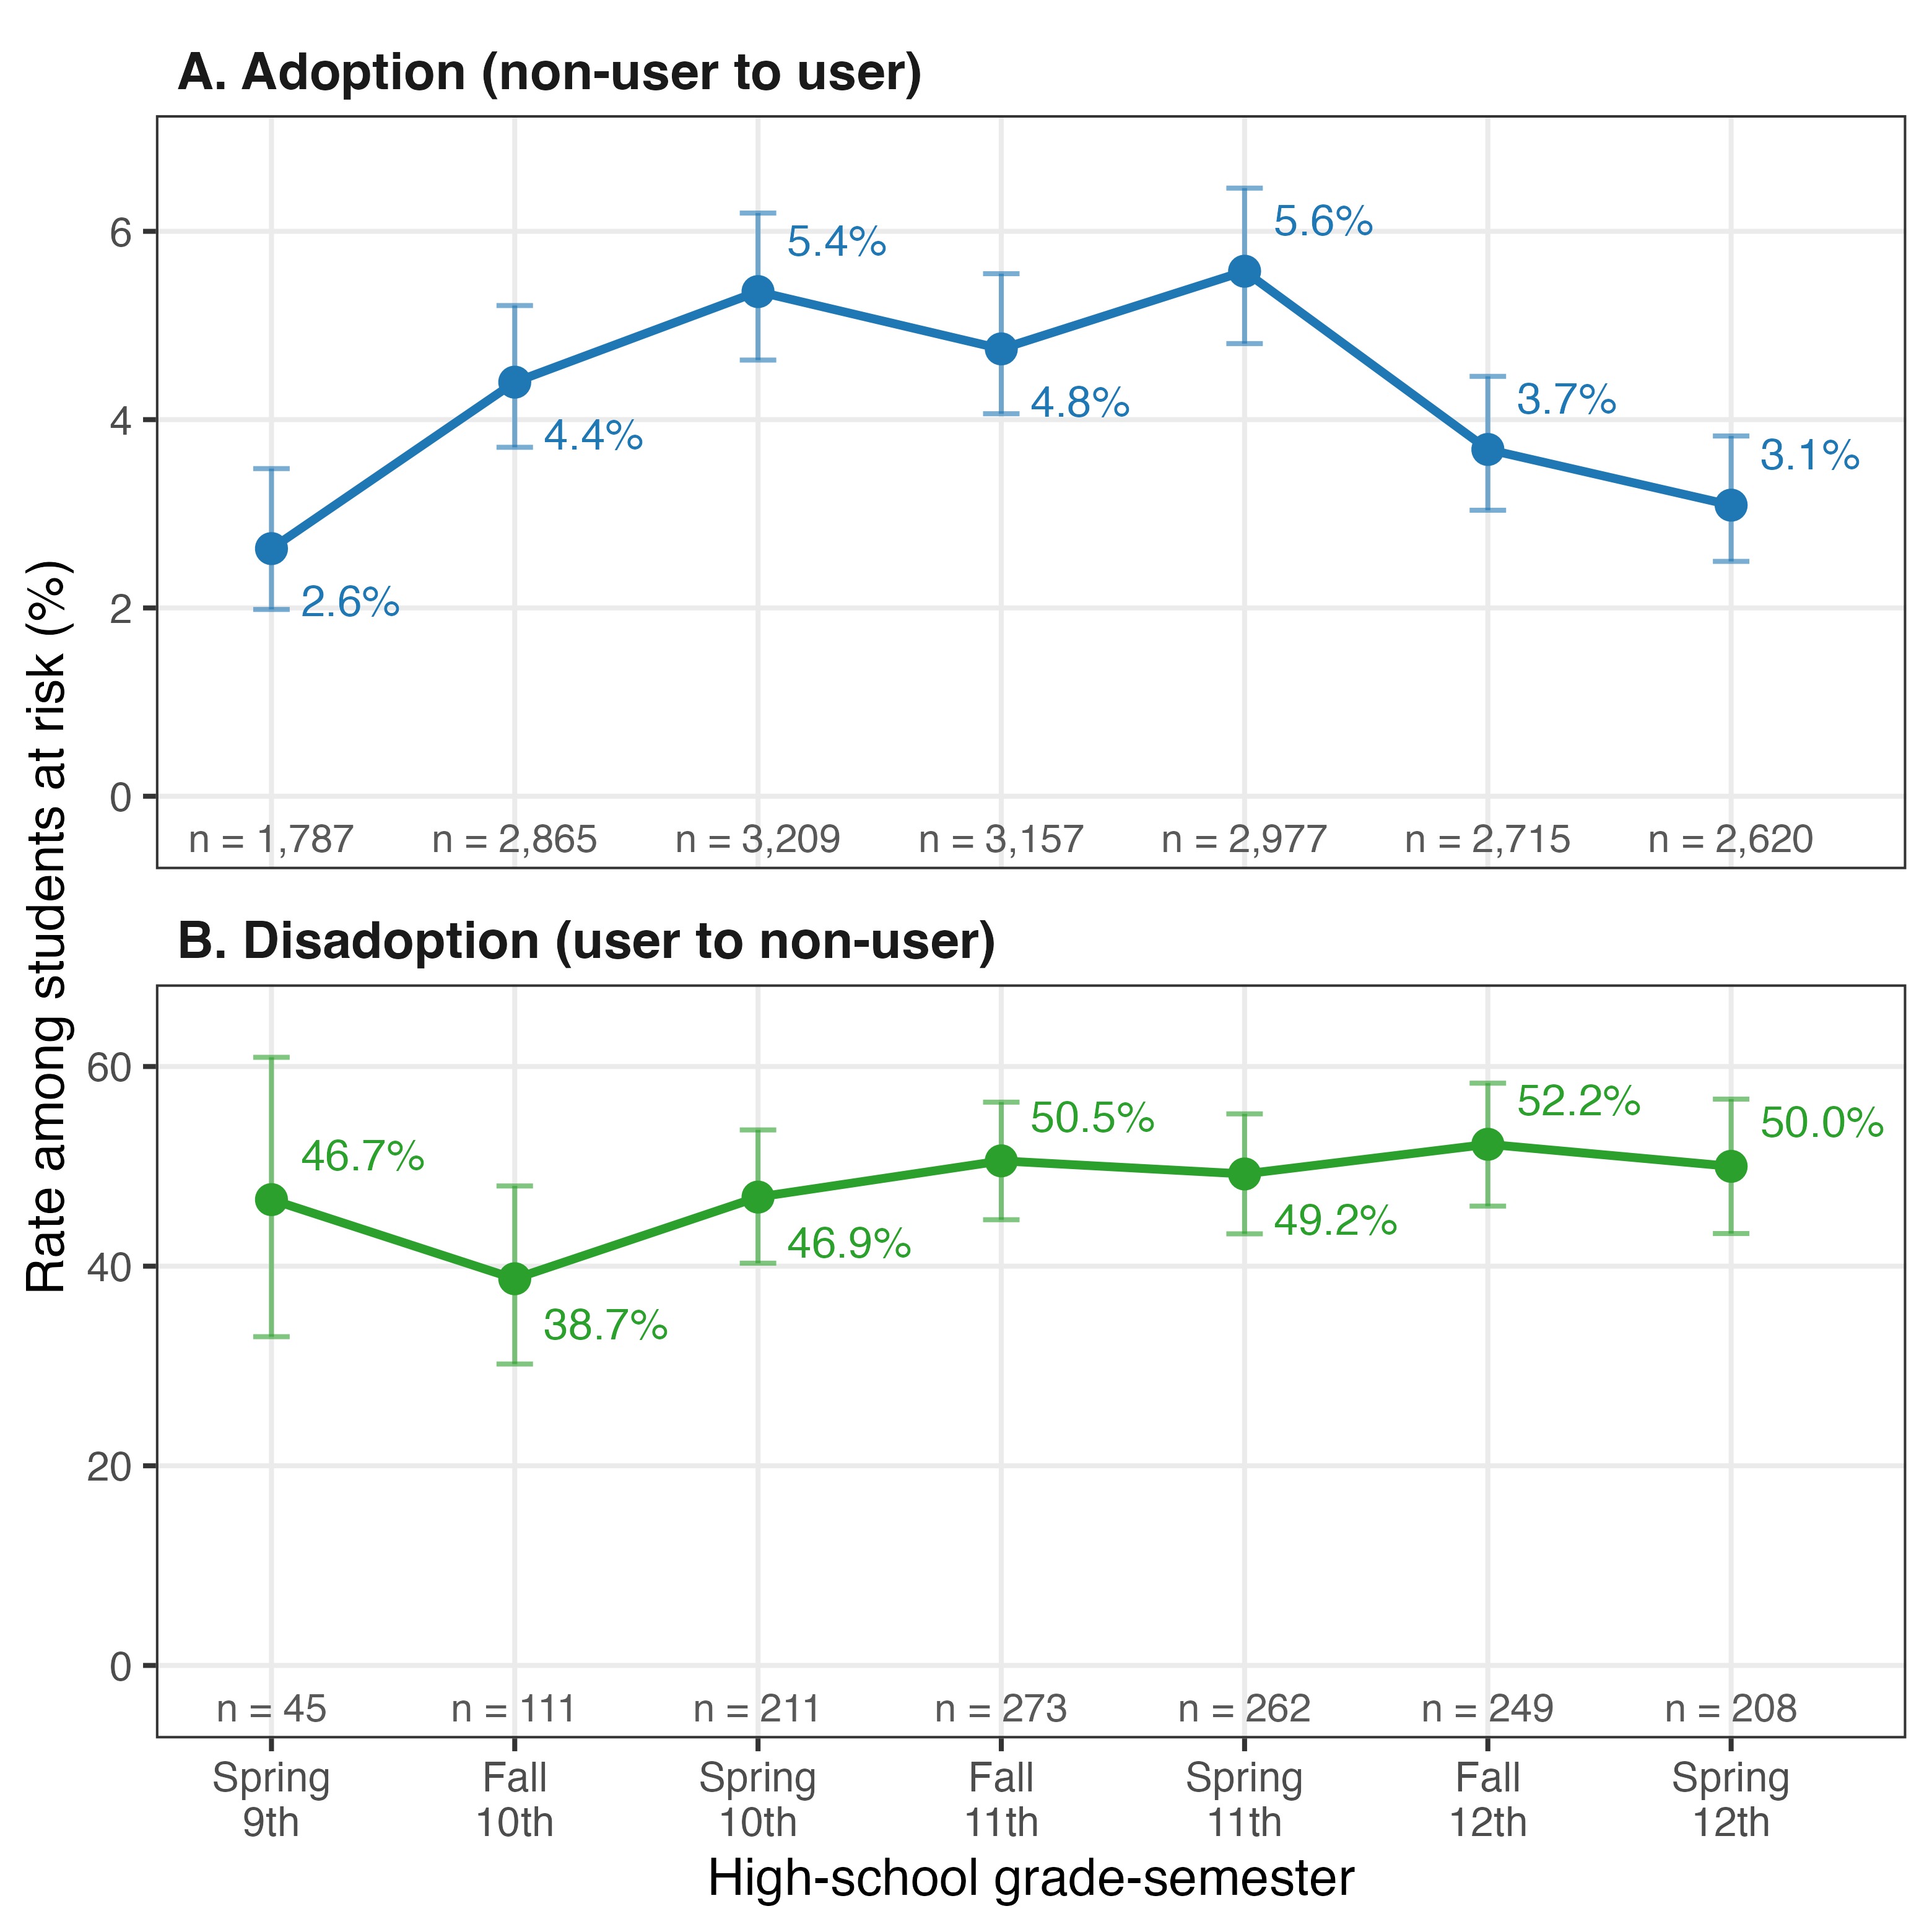 A. Adoption (non-user to user)
Rate among students at risk (%)
6
4
2
0
2.6%
4.4%
5.4%
4.8%
5.6%
3.7%
3.1%
n = 1,787 n = 2,865 n = 3,209 n = 3,157 n = 2,977 n = 2,715 n = 2,620
B. Disadoption (user to non-user)
60
40
20
0
46.7%
38.7%
46.9%
50.5%
49.2%
52.2%
50.0%
n = 45 n = 111 n = 211 n = 273 n = 262 n = 249 n = 208
Spring Fall Spring Fall Spring Fall Spring
9th 10th 10th 11th 11th 12th 12th
High-school grade-semester